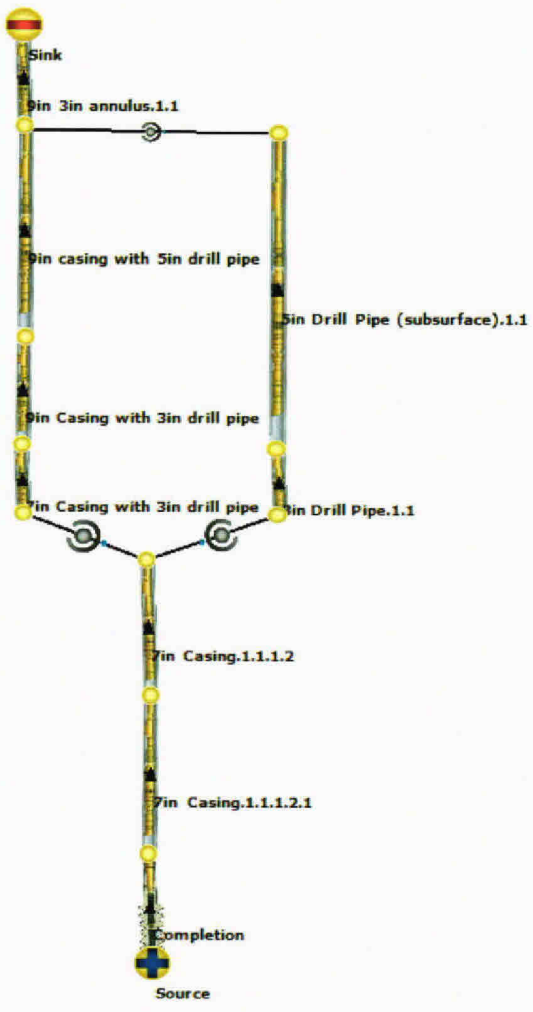 Sink
9in 3in annulus.1.1
9in casing with 5in drill pipe
5in Drill Pipe (subsurface).1.1
9in Casing with 3in drill pipe
7in Casing with 3in drill pipe
3in Drill Pipe.1.1
7in Casing.1.1.1.2
7in Casing.1.1.1.2.1
Completion
Source